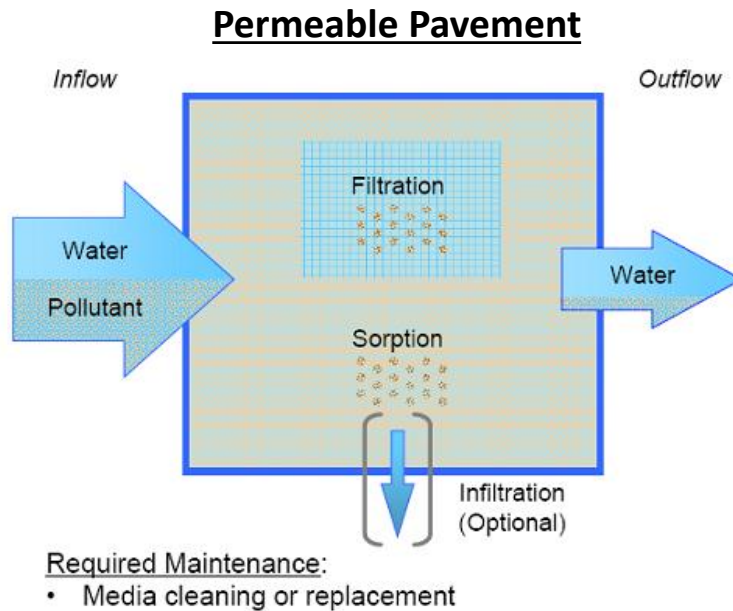 Permeable Pavement
Inflow
Outflow
Filtration
Water
Pollutant
Water
Sorption
Infiltration
(Optional)
Required Maintenance:
• Media cleaning or replacement